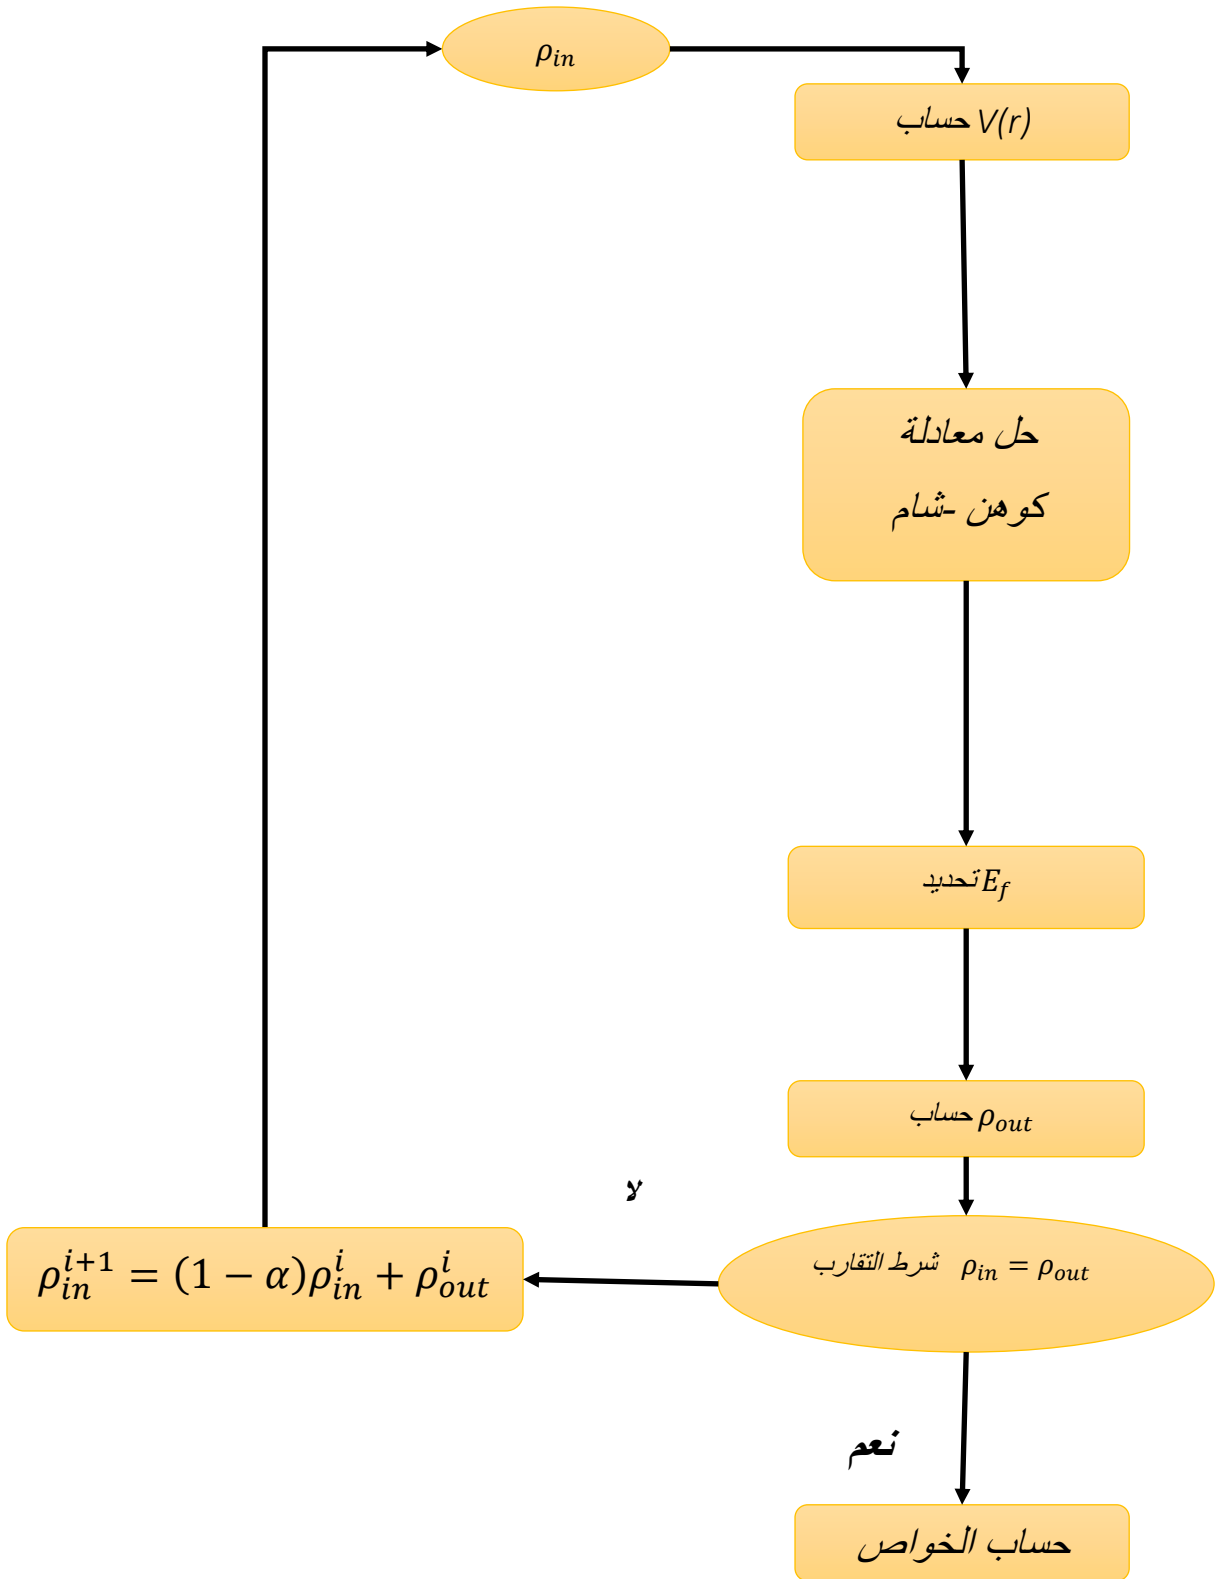 ρ_in
حساب V(r)
حل معادلة
كوهن -شام
تحديد E_f
حساب ρ_out
لا
شرط التقارب ρ_in = ρ_out
ρ_in^{i+1} = (1 − α)ρ_in^i + ρ_out^i
نعم
حساب الخواص